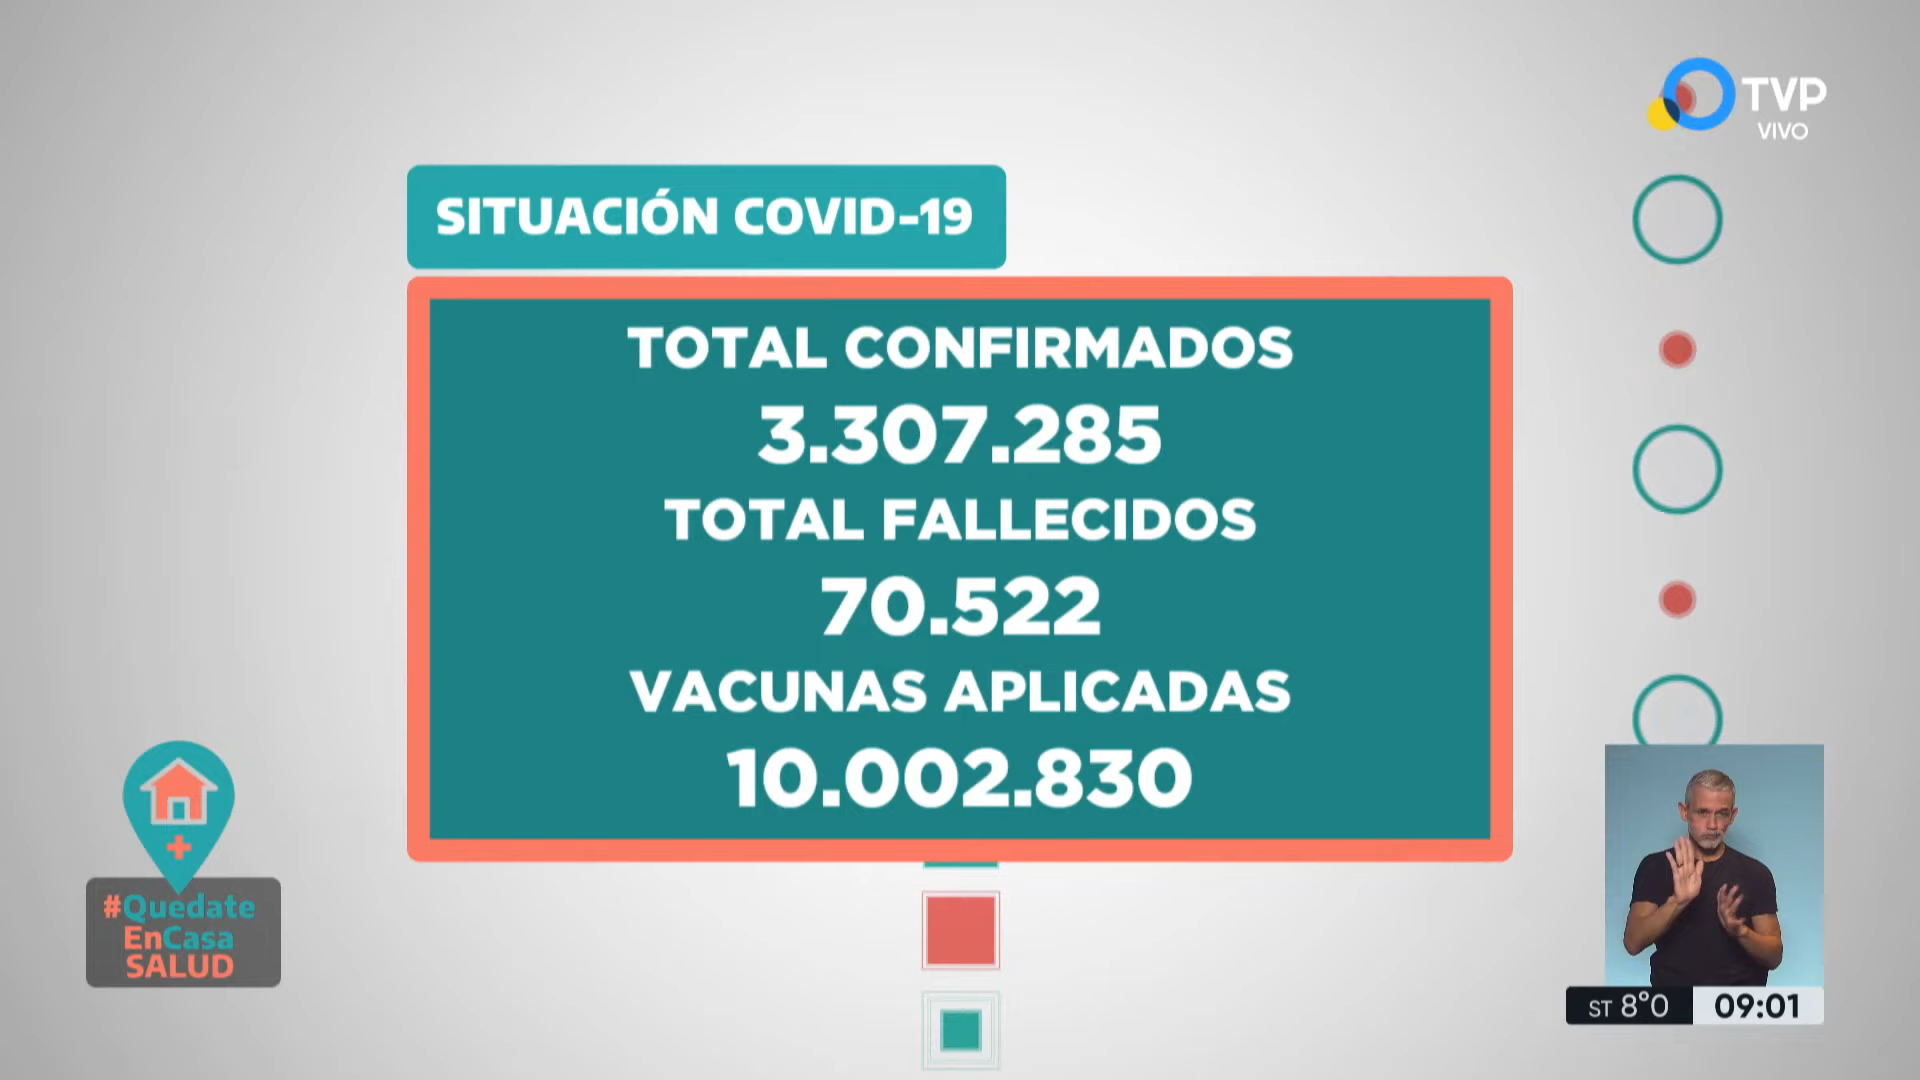 TVP
VIVO
SITUACIÓN COVID-19
TOTAL CONFIRMADOS
3.307.285
TOTAL FALLECIDOS
70.522
VACUNAS APLICADAS
10.002.830
#Quedate
EnCasa
SALUD
ST 8°0
09:01